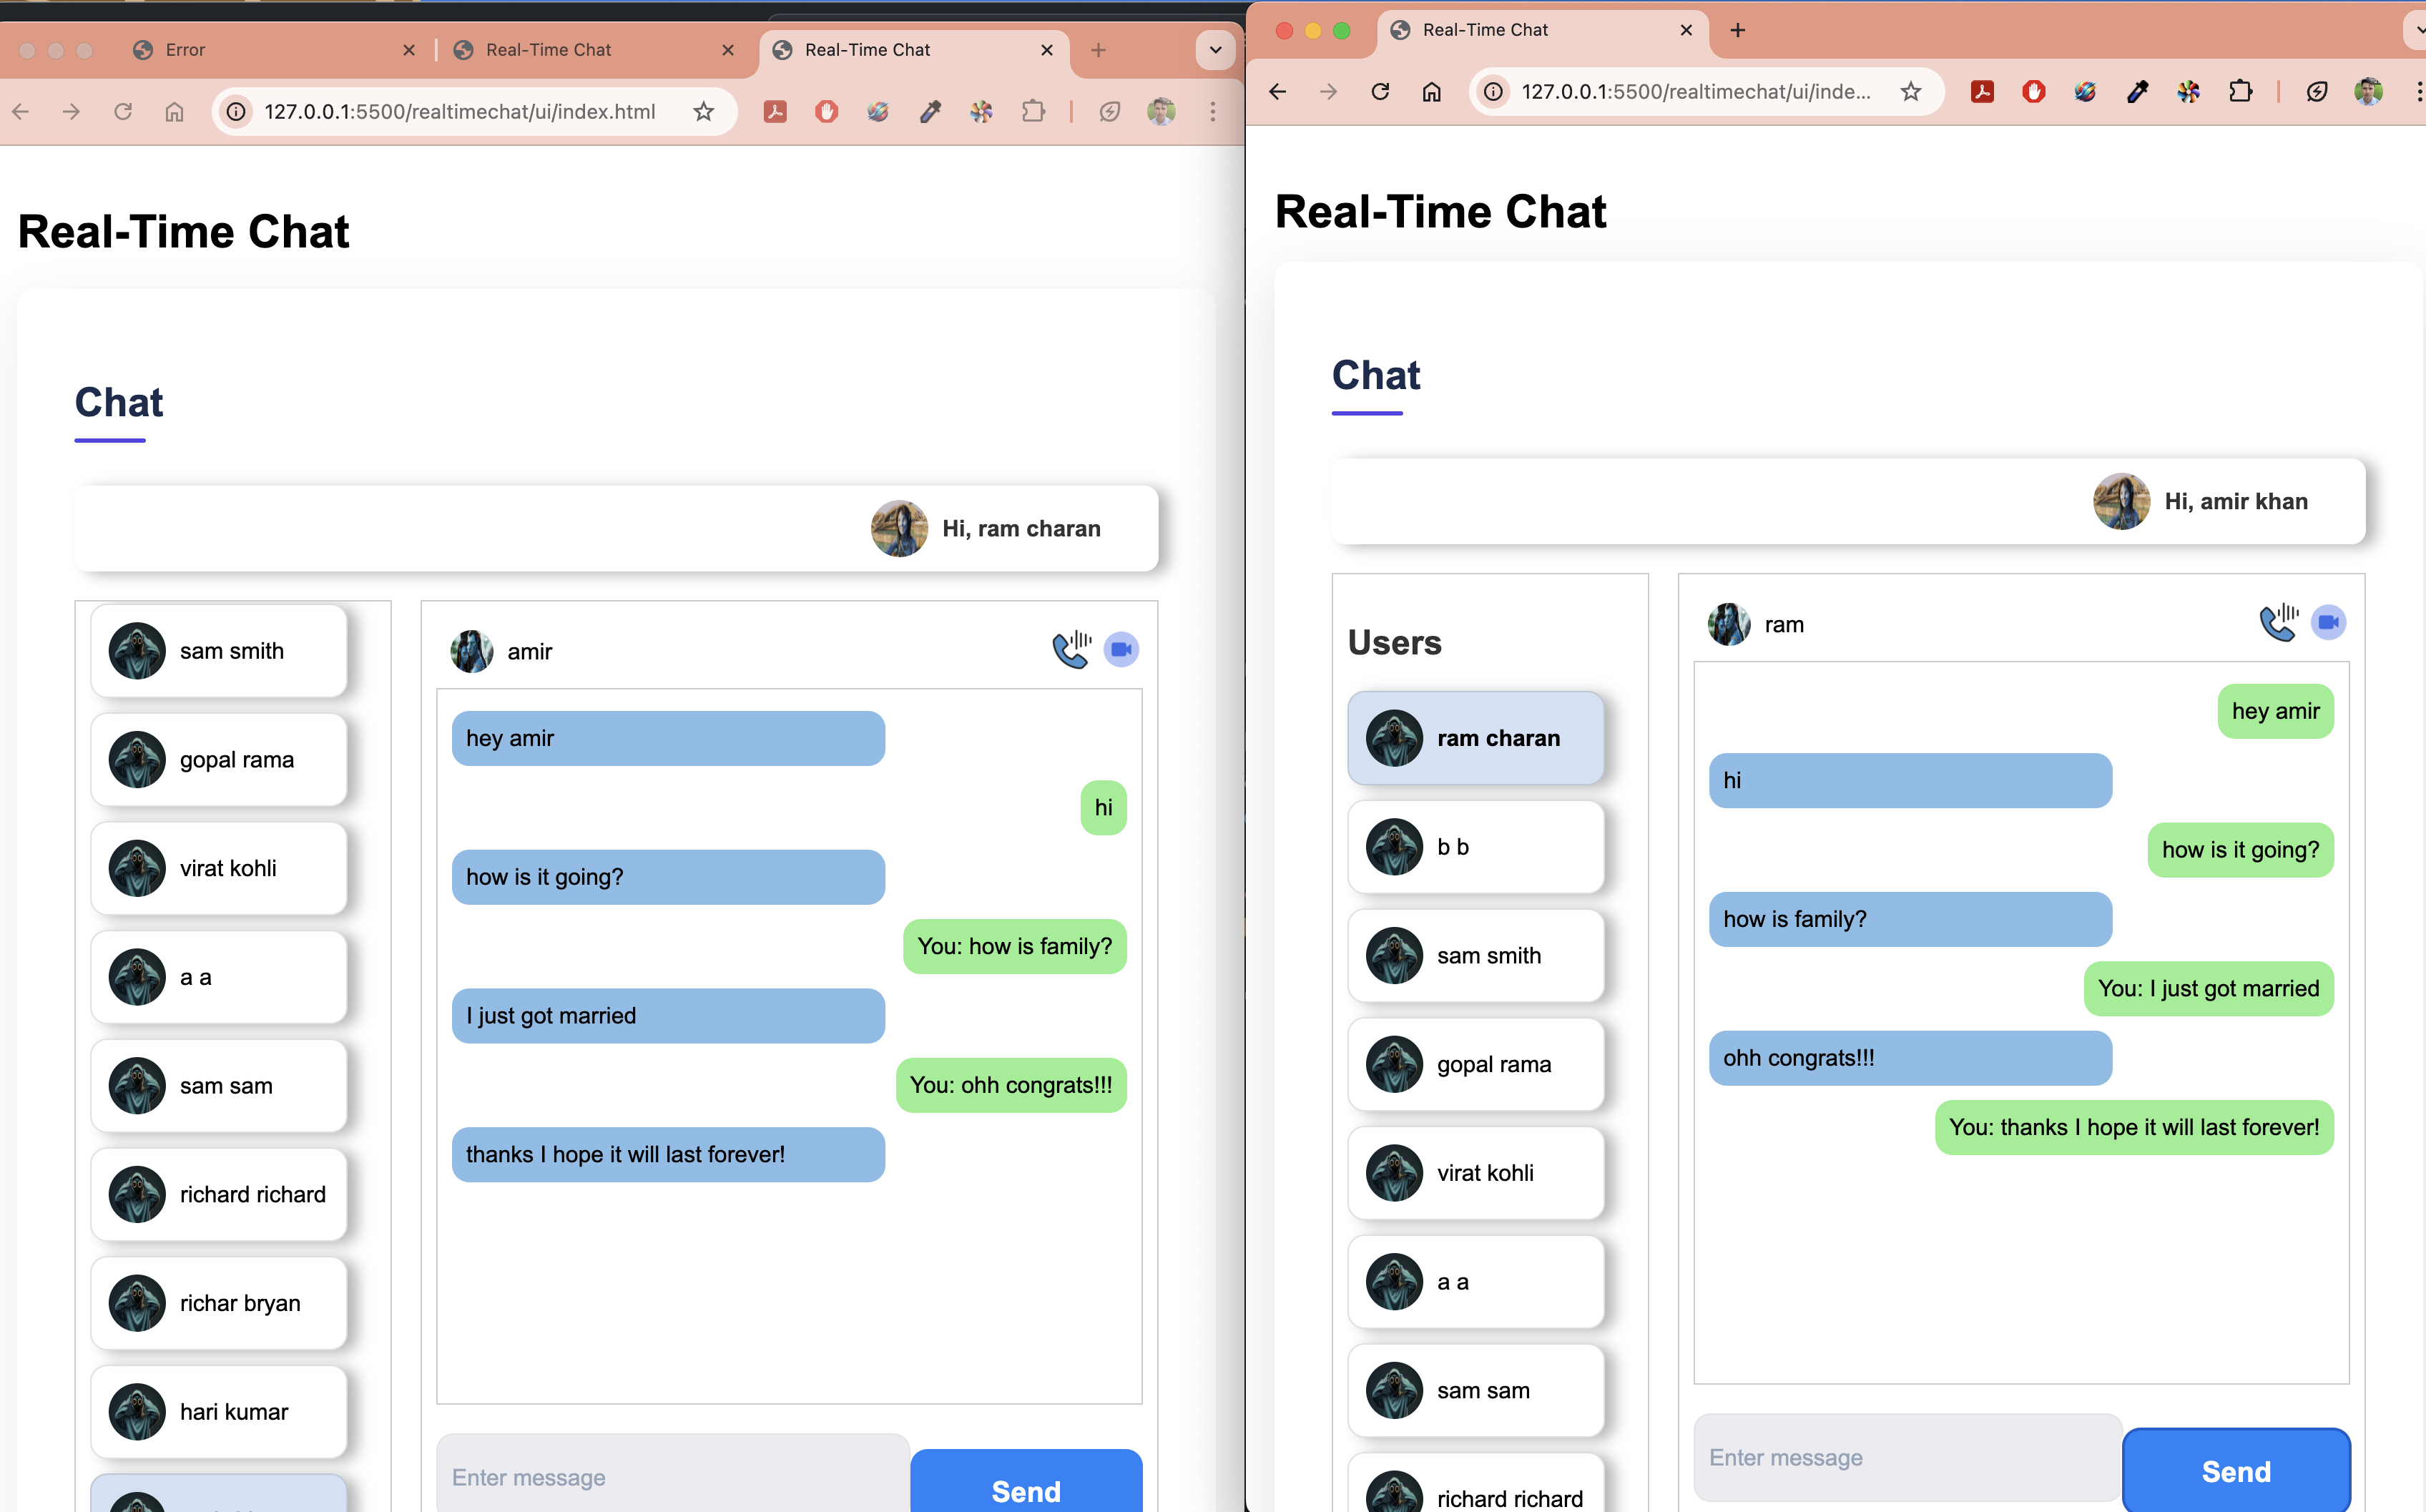 Error
Real-Time Chat
Real-Time Chat
127.0.0.1:5500/realtimechat/ui/index.html
Real-Time Chat
Chat
Hi, ram charan
sam smith
gopal rama
virat kohli
a a
sam sam
richard richard
richar bryan
hari kumar
amir
hey amir
hi
how is it going?
You: how is family?
I just got married
You: ohh congrats!!!
thanks I hope it will last forever!
Enter message
Send
Real-Time Chat
127.0.0.1:5500/realtimechat/ui/inde...
Real-Time Chat
Chat
Hi, amir khan
Users
ram charan
b b
sam smith
gopal rama
virat kohli
a a
sam sam
richard richard
ram
hey amir
hi
how is it going?
how is family?
You: I just got married
ohh congrats!!!
You: thanks I hope it will last forever!
Enter message
Send